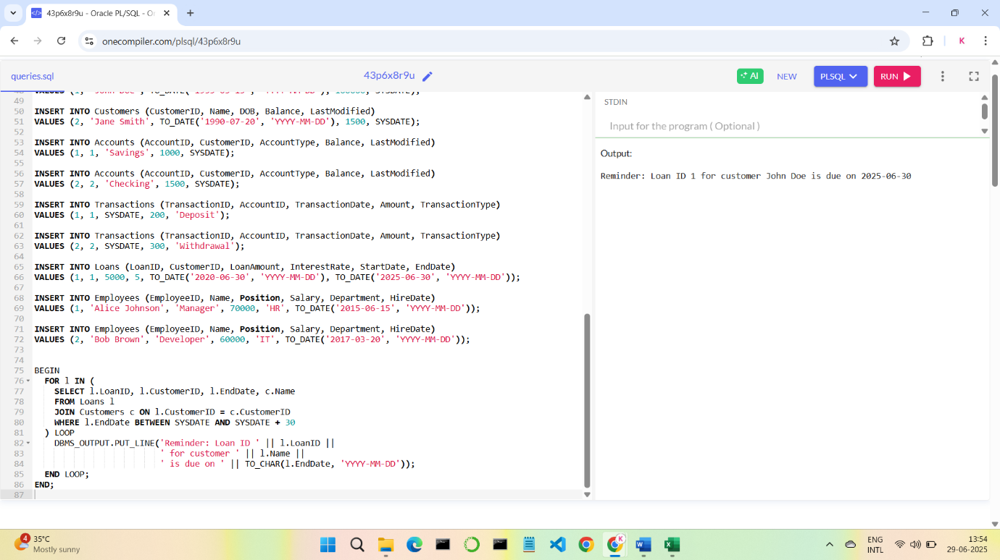 43p6x8r9u - Oracle PL/SQL - Or
onecompiler.com/plsql/43p6x8r9u
K
queries.sql
43p6x8r9u
AI
NEW
PLSQL
RUN
49
50 INSERT INTO Customers (CustomerID, Name, DOB, Balance, LastModified)
51 VALUES (2, 'Jane Smith', TO_DATE('1990-07-20', 'YYYY-MM-DD'), 1500, SYSDATE);
52
53 INSERT INTO Accounts (AccountID, CustomerID, AccountType, Balance, LastModified)
54 VALUES (1, 1, 'Savings', 1000, SYSDATE);
55
56 INSERT INTO Accounts (AccountID, CustomerID, AccountType, Balance, LastModified)
57 VALUES (2, 2, 'Checking', 1500, SYSDATE);
58
59 INSERT INTO Transactions (TransactionID, AccountID, TransactionDate, Amount, TransactionType)
60 VALUES (1, 1, SYSDATE, 200, 'Deposit');
61
62 INSERT INTO Transactions (TransactionID, AccountID, TransactionDate, Amount, TransactionType)
63 VALUES (2, 2, SYSDATE, 300, 'Withdrawal');
64
65 INSERT INTO Loans (LoanID, CustomerID, LoanAmount, InterestRate, StartDate, EndDate)
66 VALUES (1, 1, 5000, 5, TO_DATE('2020-06-30', 'YYYY-MM-DD'), TO_DATE('2025-06-30', 'YYYY-MM-DD'));
67
68 INSERT INTO Employees (EmployeeID, Name, Position, Salary, Department, HireDate)
69 VALUES (1, 'Alice Johnson', 'Manager', 70000, 'HR', TO_DATE('2015-06-15', 'YYYY-MM-DD'));
70
71 INSERT INTO Employees (EmployeeID, Name, Position, Salary, Department, HireDate)
72 VALUES (2, 'Bob Brown', 'Developer', 60000, 'IT', TO_DATE('2017-03-20', 'YYYY-MM-DD'));
73
74
75 BEGIN
76 FOR l IN (
77 SELECT l.LoanID, l.CustomerID, l.EndDate, c.Name
78 FROM Loans l
79 JOIN Customers c ON l.CustomerID = c.CustomerID
80 WHERE l.EndDate BETWEEN SYSDATE AND SYSDATE + 30
81 ) LOOP
82 DBMS_OUTPUT.PUT_LINE('Reminder: Loan ID ' || l.LoanID ||
83 ' for customer ' || l.Name ||
84 ' is due on ' || TO_CHAR(l.EndDate, 'YYYY-MM-DD'));
85 END LOOP;
86 END;
87
STDIN
Input for the program ( Optional )
Output:
Reminder: Loan ID 1 for customer John Doe is due on 2025-06-30
4
35°C
Mostly sunny
K
ENG
INTL
13:54
29-06-2025